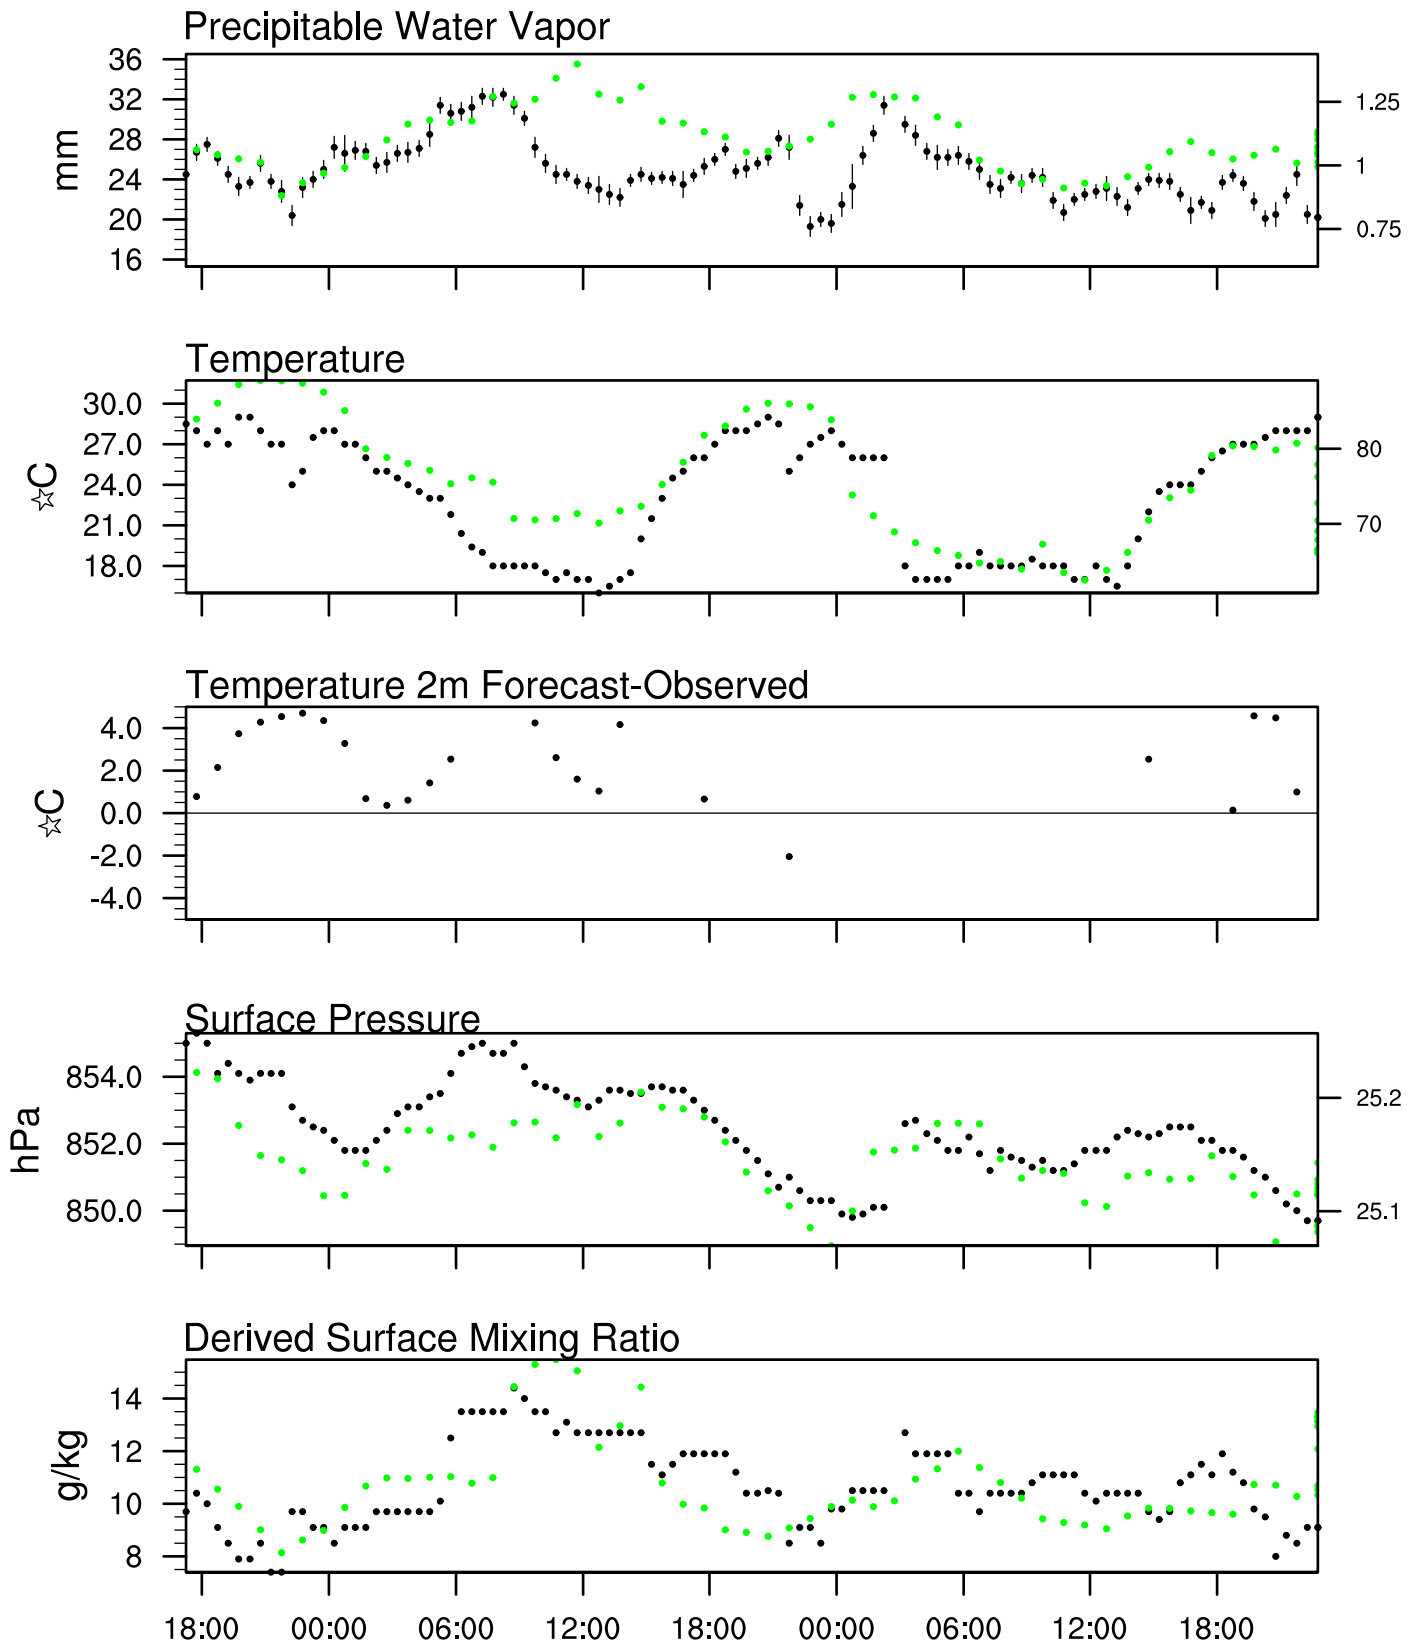 Precipitable Water Vapor
36
32
28
24
20
16
mm
1.25
1
0.75
Temperature
30.0
27.0
24.0
21.0
18.0
☆C
80
70
Temperature 2m Forecast-Observed
4.0
2.0
0.0
-2.0
-4.0
☆C
Surface Pressure
854.0
852.0
850.0
hPa
25.2
25.1
Derived Surface Mixing Ratio
14
12
10
8
g/kg
18:00 00:00 06:00 12:00 18:00 00:00 06:00 12:00 18:00